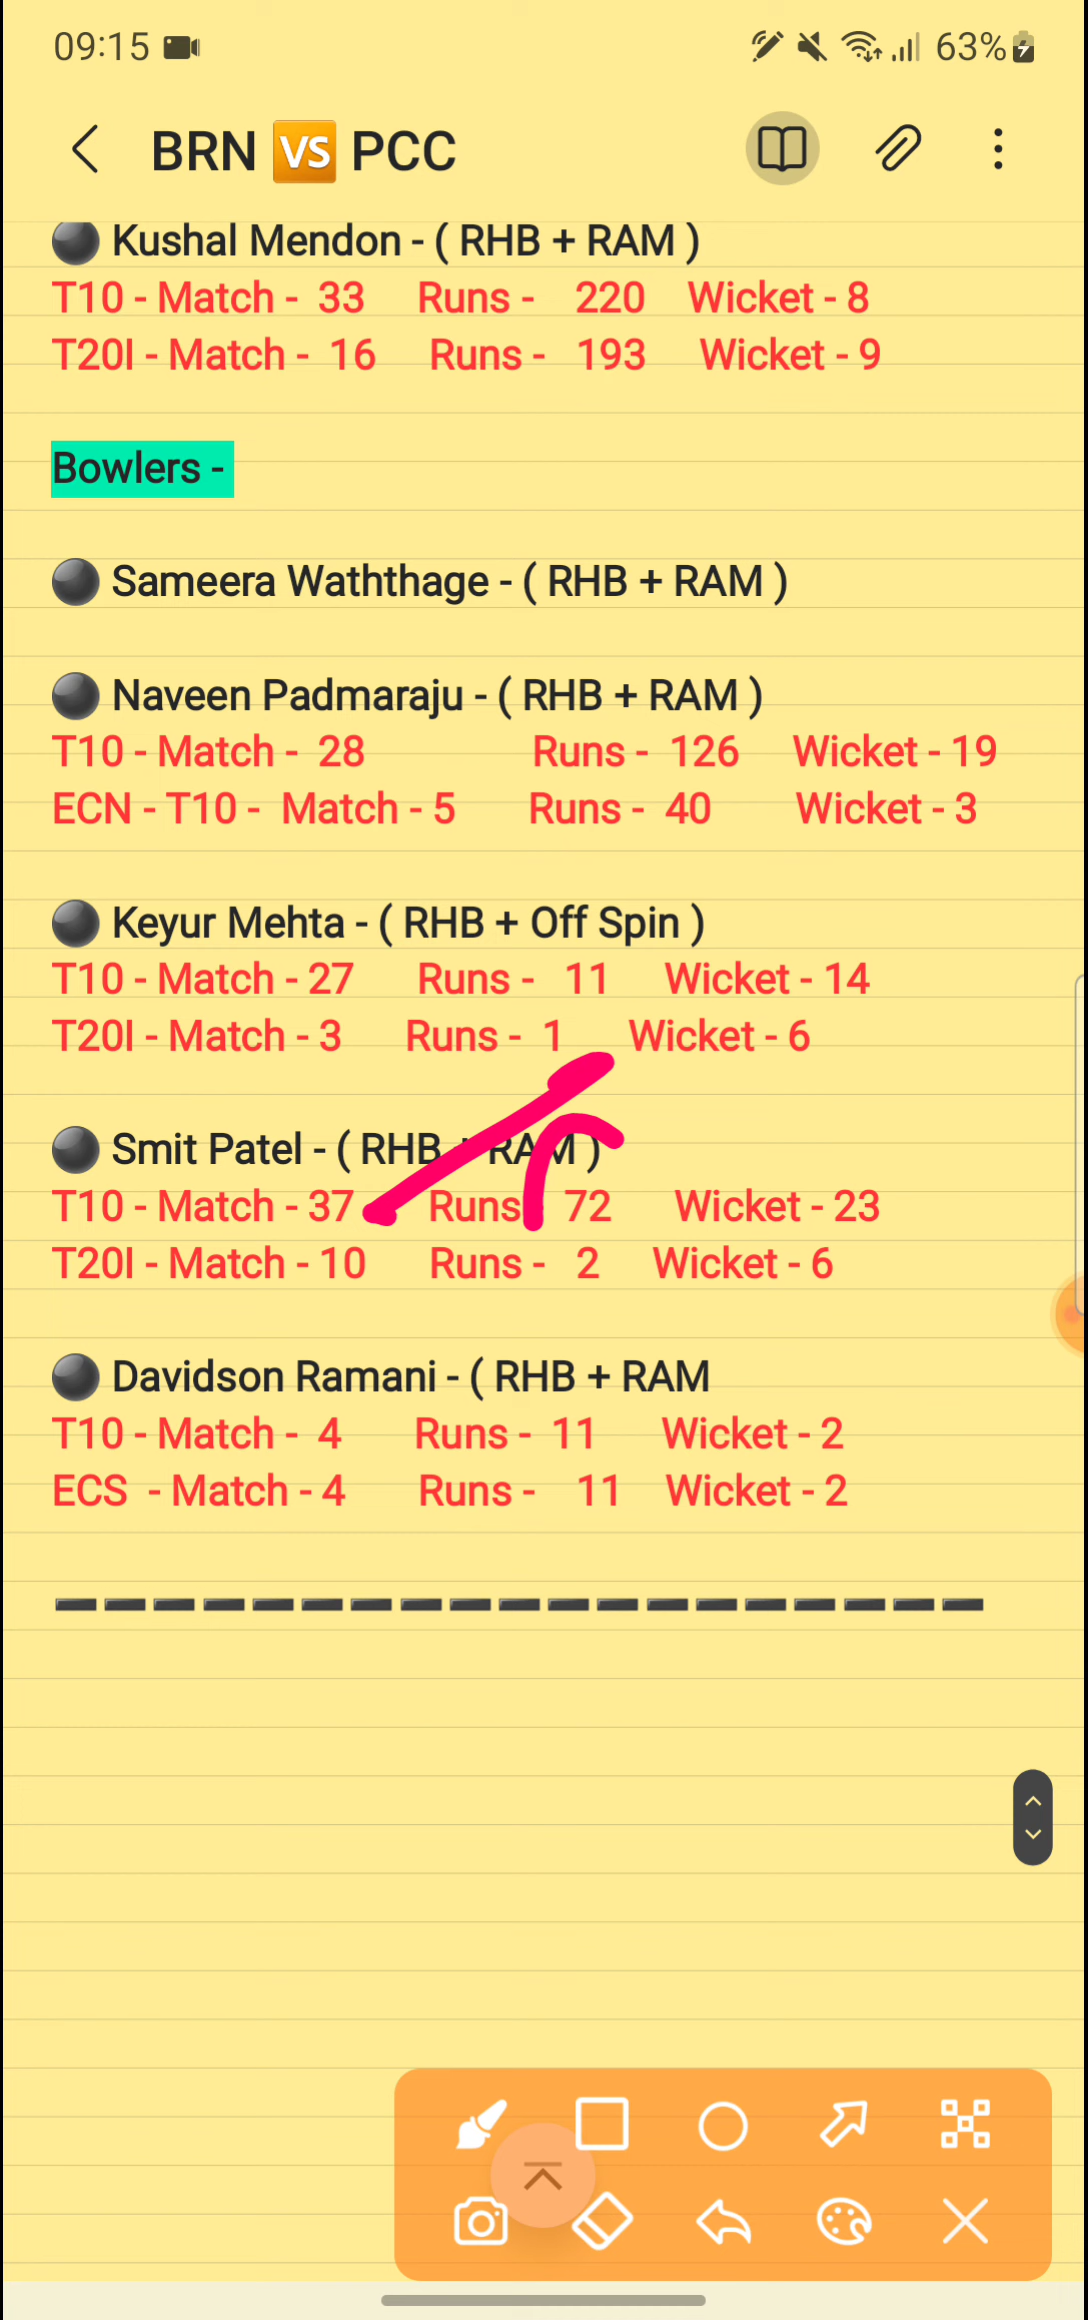 09:15 63%
BRN VS PCC
Kushal Mendon - ( RHB + RAM )
T10 - Match - 33 Runs - 220 Wicket - 8
T20I - Match - 16 Runs - 193 Wicket - 9
Bowlers -
Sameera Waththage - ( RHB + RAM )
Naveen Padmaraju - ( RHB + RAM )
T10 - Match - 28 Runs - 126 Wicket - 19
ECN - T10 - Match - 5 Runs - 40 Wicket - 3
Keyur Mehta - ( RHB + Off Spin )
T10 - Match - 27 Runs - 11 Wicket - 14
T20I - Match - 3 Runs - 1 Wicket - 6
Smit Patel - ( RHB + RAM )
T10 - Match - 37 Runs 72 Wicket - 23
T20I - Match - 10 Runs - 2 Wicket - 6
Davidson Ramani - ( RHB + RAM
T10 - Match - 4 Runs - 11 Wicket - 2
ECS - Match - 4 Runs - 11 Wicket - 2